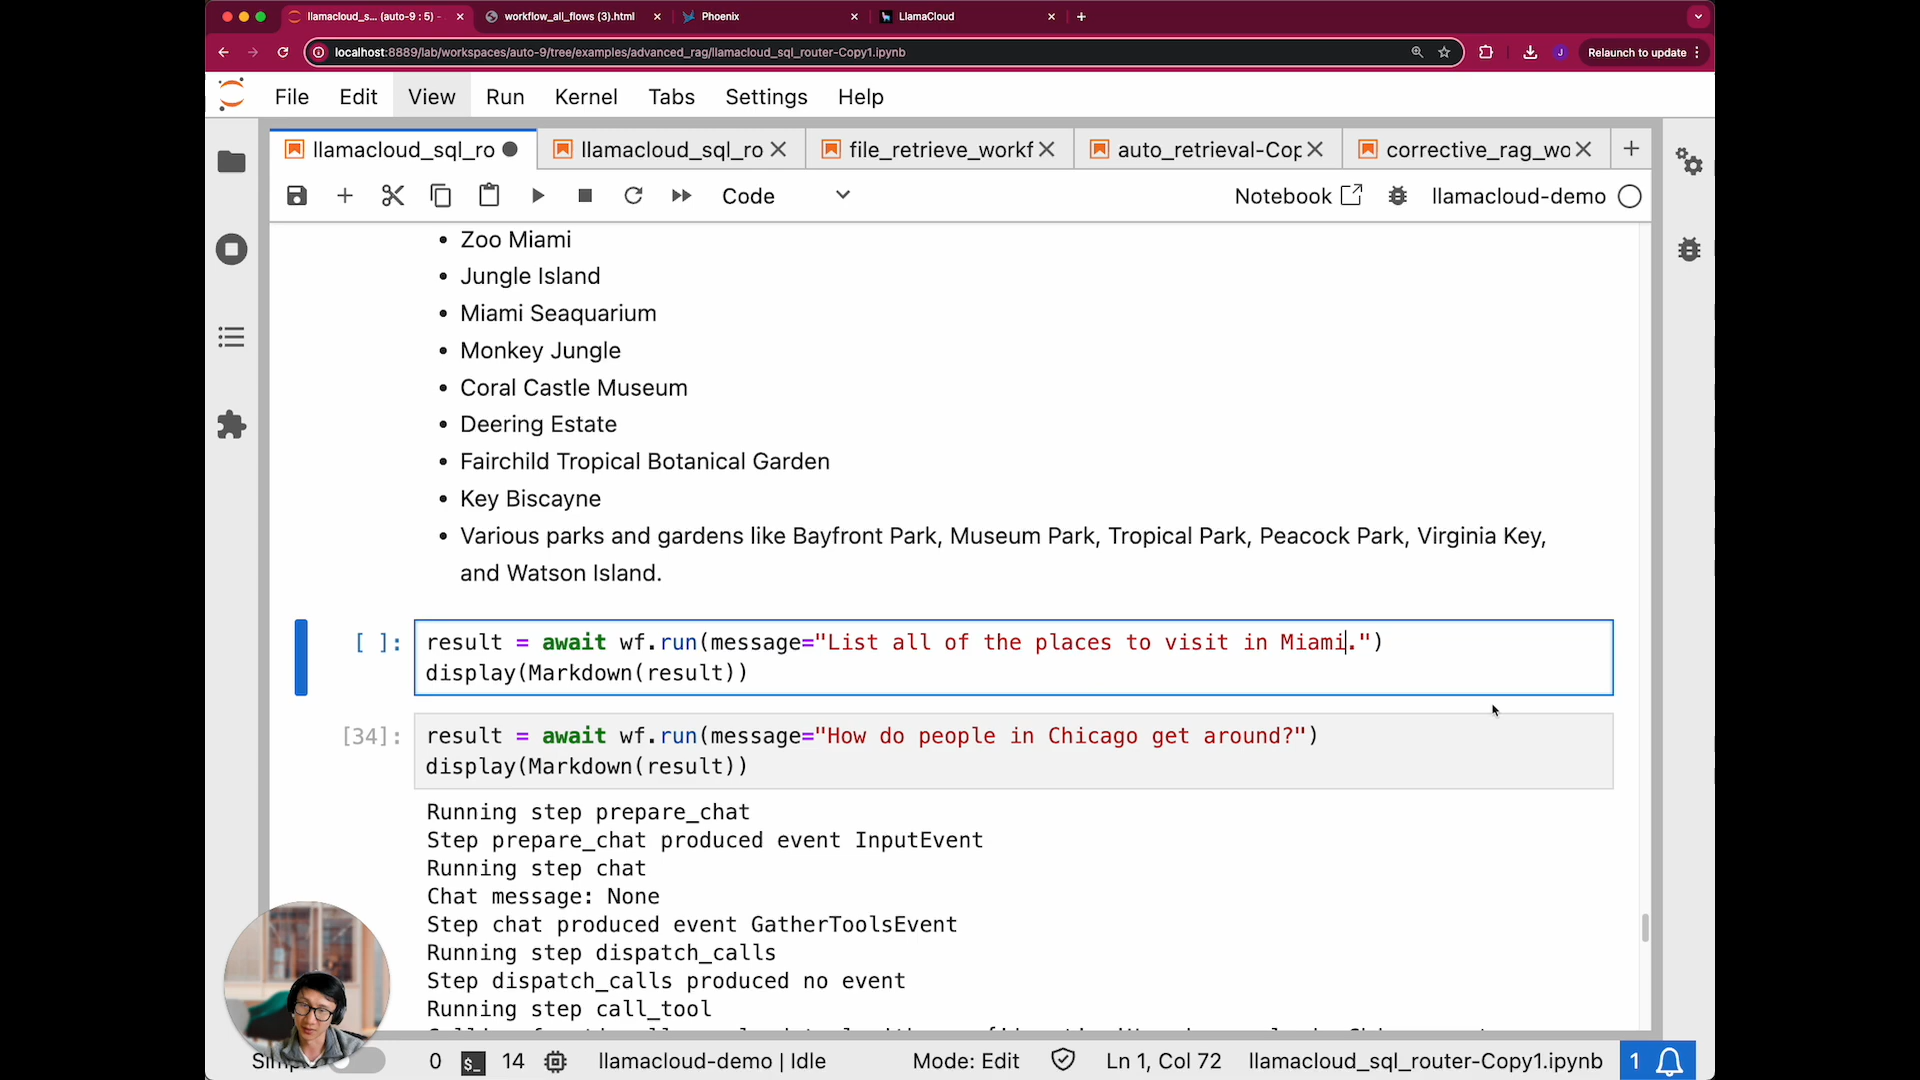 llamacloud_s... (auto-9 : 5) -
workflow_all_flows (3).html
Phoenix
LlamaCloud
localhost:8889/lab/workspaces/auto-9/tree/examples/advanced_rag/llamacloud_sql_router-Copy1.ipynb
J
Relaunch to update
File Edit View Run Kernel Tabs Settings Help
llamacloud_sql_ro
llamacloud_sql_ro
file_retrieve_workf
auto_retrieval-Cop
corrective_rag_wo
Code
Notebook
llamacloud-demo
• Zoo Miami
• Jungle Island
• Miami Seaquarium
• Monkey Jungle
• Coral Castle Museum
• Deering Estate
• Fairchild Tropical Botanical Garden
• Key Biscayne
• Various parks and gardens like Bayfront Park, Museum Park, Tropical Park, Peacock Park, Virginia Key,
and Watson Island.
[ ]: result = await wf.run(message="List all of the places to visit in Miami.")
display(Markdown(result))
[34]: result = await wf.run(message="How do people in Chicago get around?")
display(Markdown(result))
Running step prepare_chat
Step prepare_chat produced event InputEvent
Running step chat
Chat message: None
Step chat produced event GatherToolsEvent
Running step dispatch_calls
Step dispatch_calls produced no event
Running step call_tool
0 14 llamacloud-demo | Idle Mode: Edit Ln 1, Col 72 llamacloud_sql_router-Copy1.ipynb 1